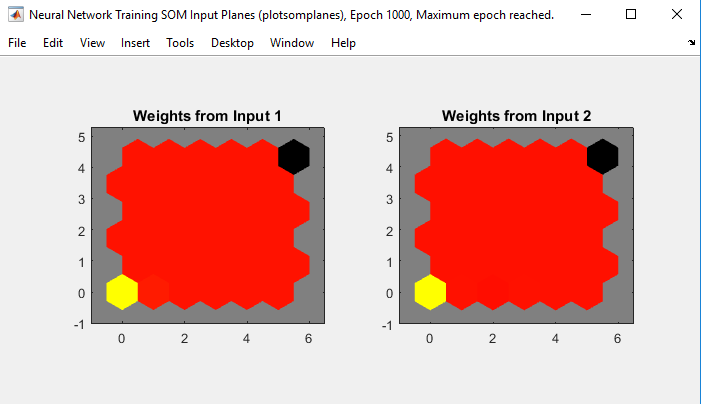 Neural Network Training SOM Input Planes (plotsomplanes), Epoch 1000, Maximum epoch reached.
File Edit View Insert Tools Desktop Window Help
Weights from Input 1 Weights from Input 2
5 5
4 4
3 3
2 2
1 1
0 0
-1 -1
0 2 4 6 0 2 4 6